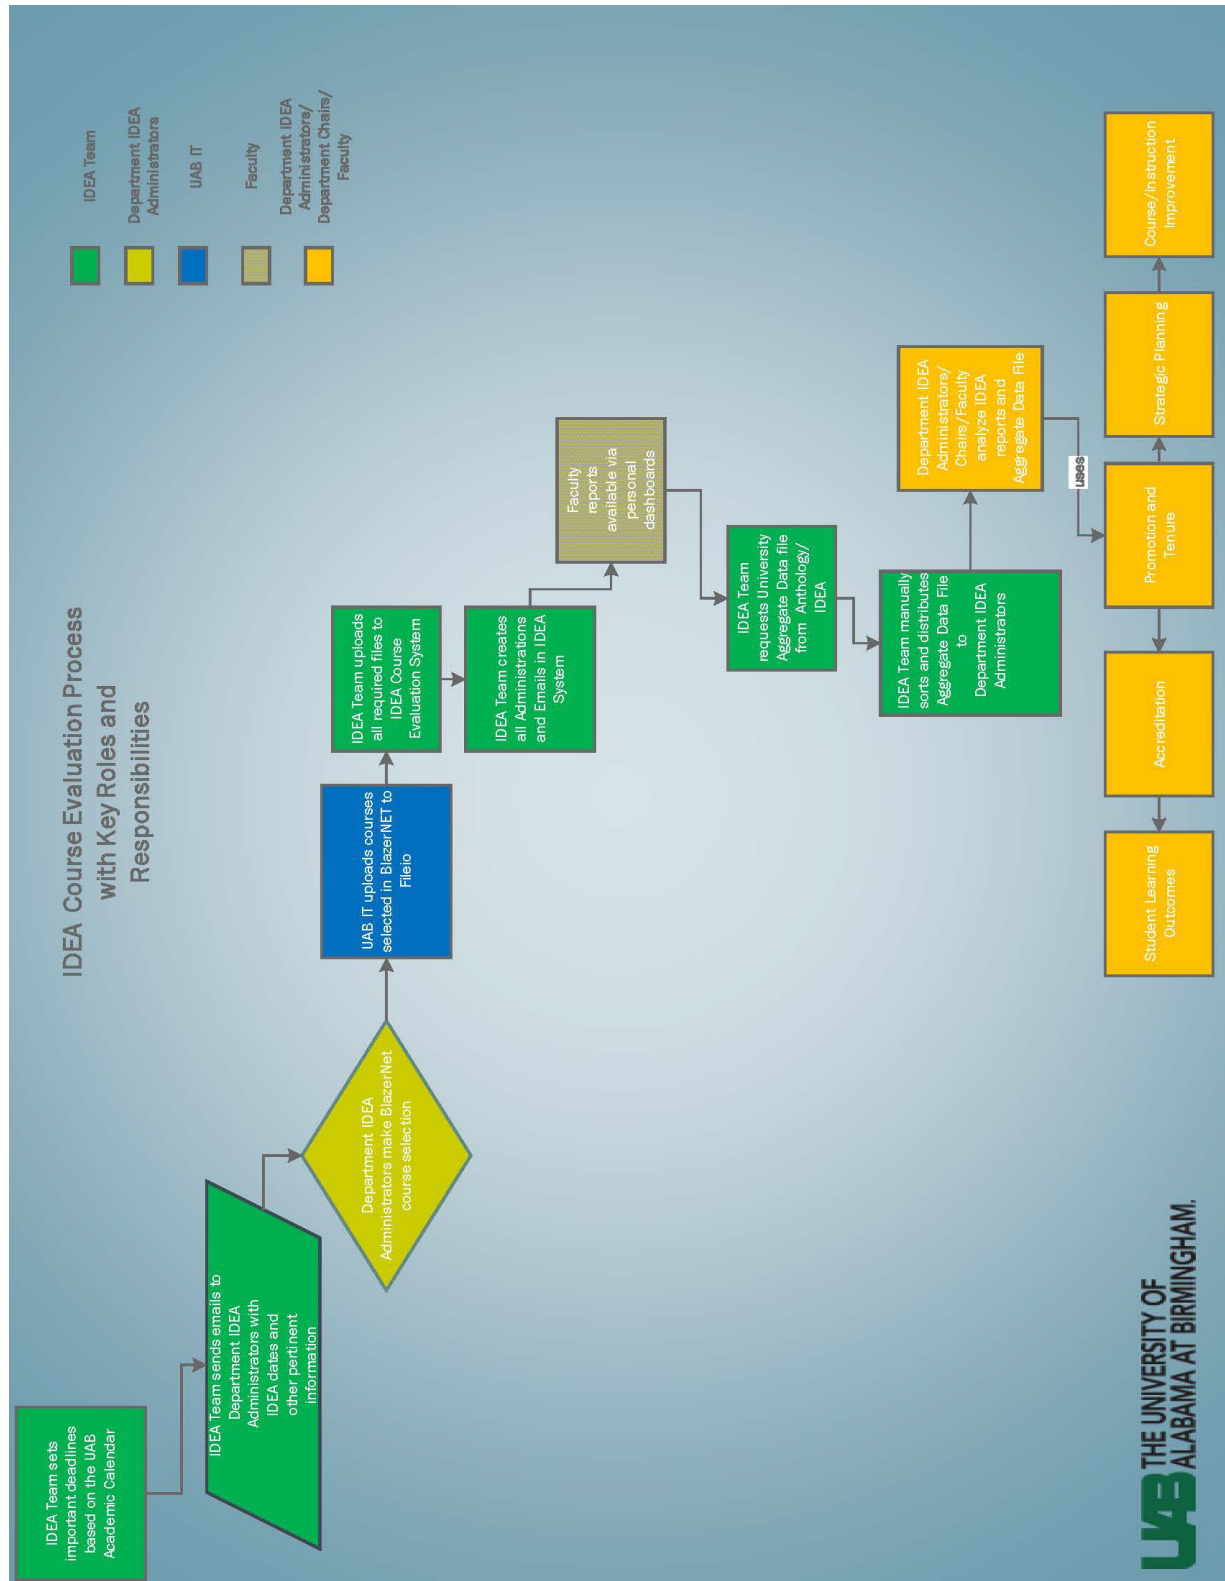 IDEA Course Evaluation Process
with Key Roles and
Responsibilities
IDEA Team
Department IDEA
Administrators
UAB IT
Faculty
Department IDEA
Administrators/
Department Chairs/
Faculty
IDEA Team sets
important deadlines
based on the UAB
Academic Calendar
IDEA Team sends emails to
Department IDEA
Administrators with
IDEA dates and
other pertinent
information
Department IDEA
Administrators make BlazerNet
course selection
UAB IT uploads courses
selected in BlazerNET to
Fileio
IDEA Team uploads
all required files to
IDEA Course
Evaluation System
IDEA Team creates
all Administrations
and Emails in IDEA
System
Faculty
reports
available via
personal
dashboards
IDEA Team
requests University
Aggregate Data file
from Anthology/
IDEA
IDEA Team manually
sorts and distributes
Aggregate Data File
to
Department IDEA
Administrators
Department IDEA
Administrators/
Chairs/Faculty
analyze IDEA
reports and
Aggregate Data File
uses
Student Learning
Outcomes
Accreditation
Promotion and
Tenure
Strategic Planning
Course/Instruction
Improvement
UAB THE UNIVERSITY OF
ALABAMA AT BIRMINGHAM.